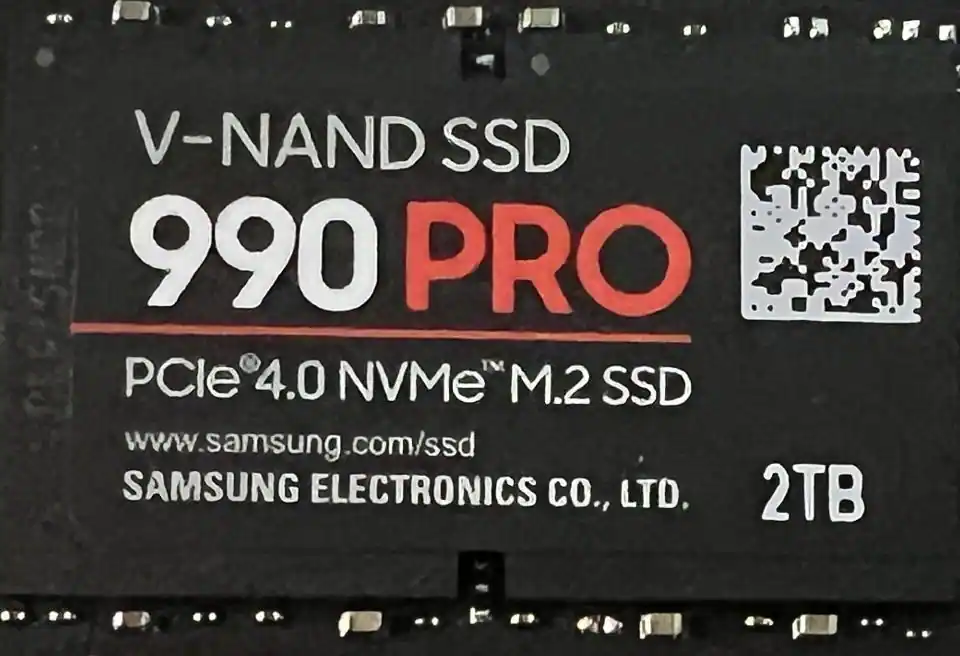 V-NAND SSD
990 PRO
PCIe®4.0 NVMe™ M.2 SSD
www.samsung.com/ssd
SAMSUNG ELECTRONICS CO., LTD.
2TB